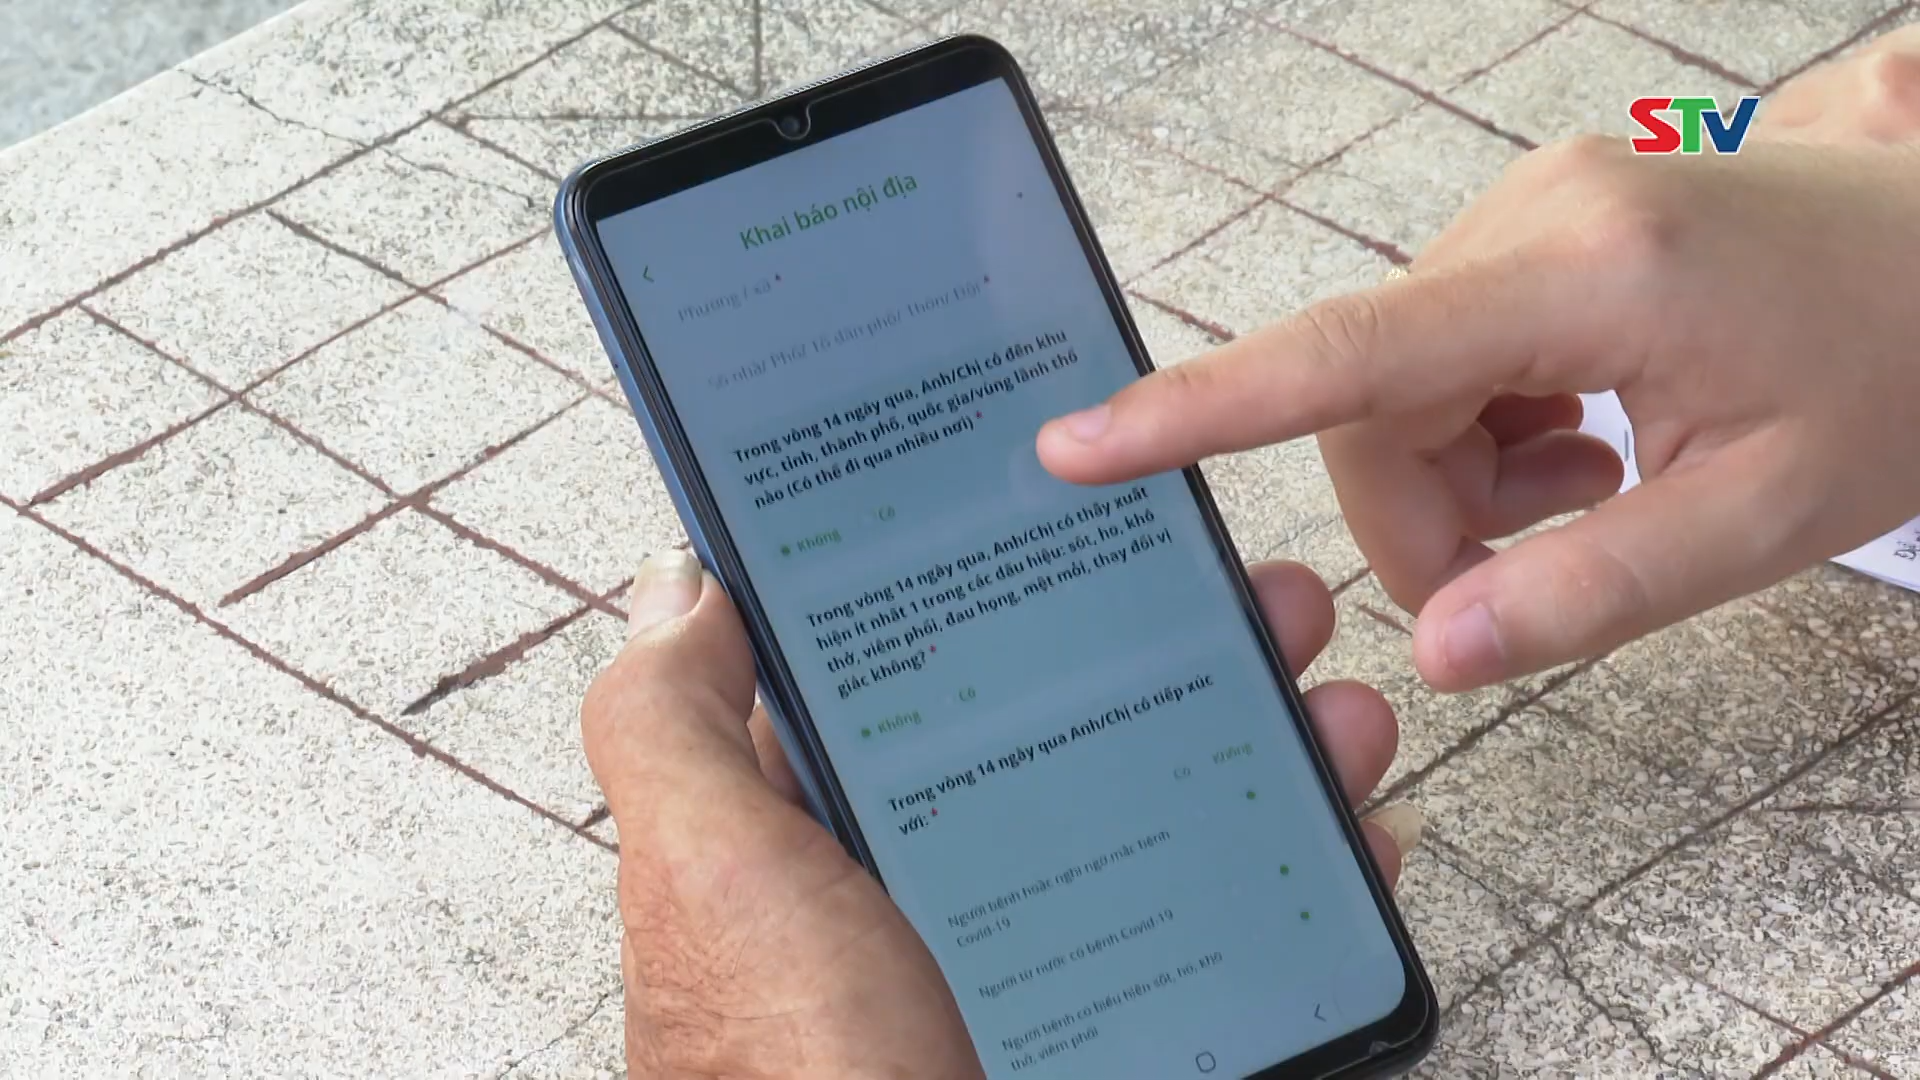 STV
Khai báo nội địa
Phường / xã *
Số nhà/ Phố/ Tổ dân phố/ Thôn/ Đội *
Trong vòng 14 ngày qua, Anh/Chị có đến khu
vực, tỉnh, thành phố, quốc gia/vùng lãnh thổ
nào (Có thể đi qua nhiều nơi) *
Không Có
Trong vòng 14 ngày qua, Anh/Chị có thấy xuất
hiện ít nhất 1 trong các dấu hiệu: sốt, ho, khó
thở, viêm phổi, đau họng, mệt mỏi, thay đổi vị
giác không? *
Không Có
Trong vòng 14 ngày qua Anh/Chị có tiếp xúc
với: *
Có Không
Người bệnh hoặc nghi ngờ mắc bệnh
Covid-19
Người từ nước có bệnh Covid-19
Người bệnh có biểu hiện sốt, ho, khó
thở, viêm phổi